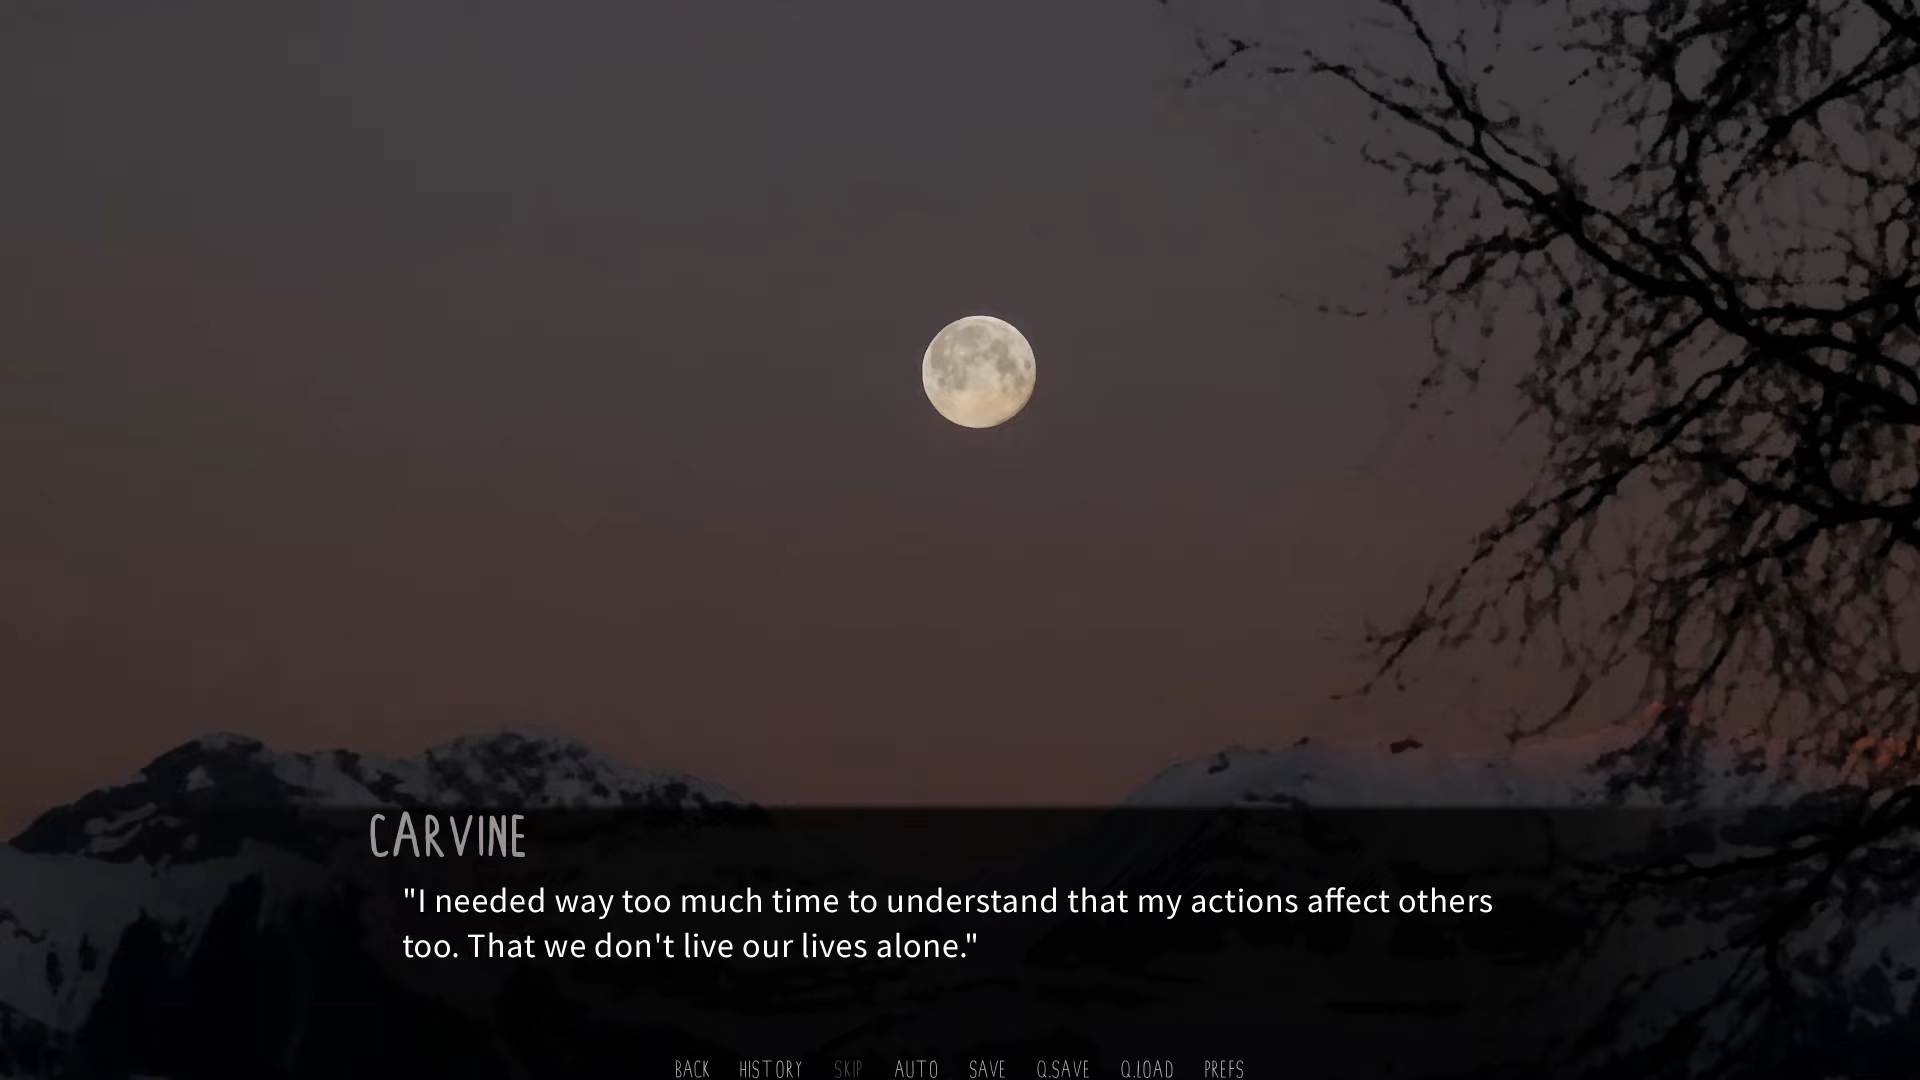 CARVINE
"I needed way too much time to understand that my actions affect others
too. That we don't live our lives alone."
BACK HISTORY SKIP AUTO SAVE Q.SAVE Q.LOAD PREFS